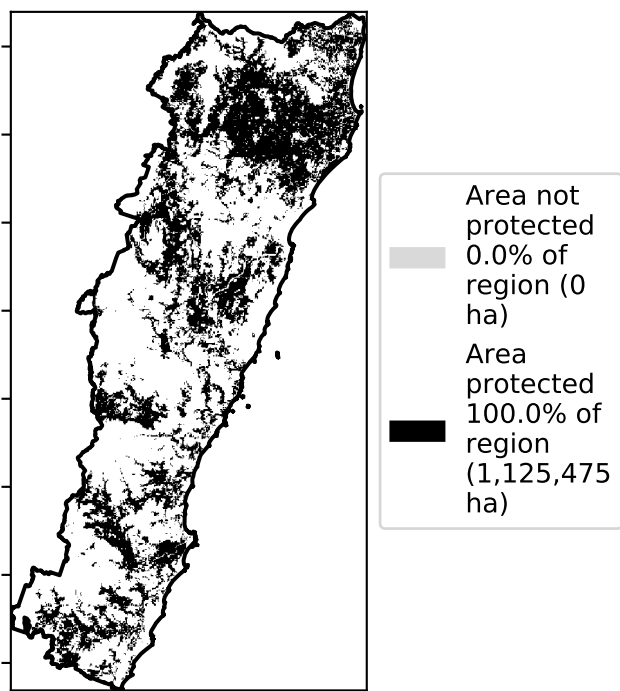 Area not
protected
0.0% of
region (0
ha)
Area
protected
100.0% of
region
(1,125,475
ha)